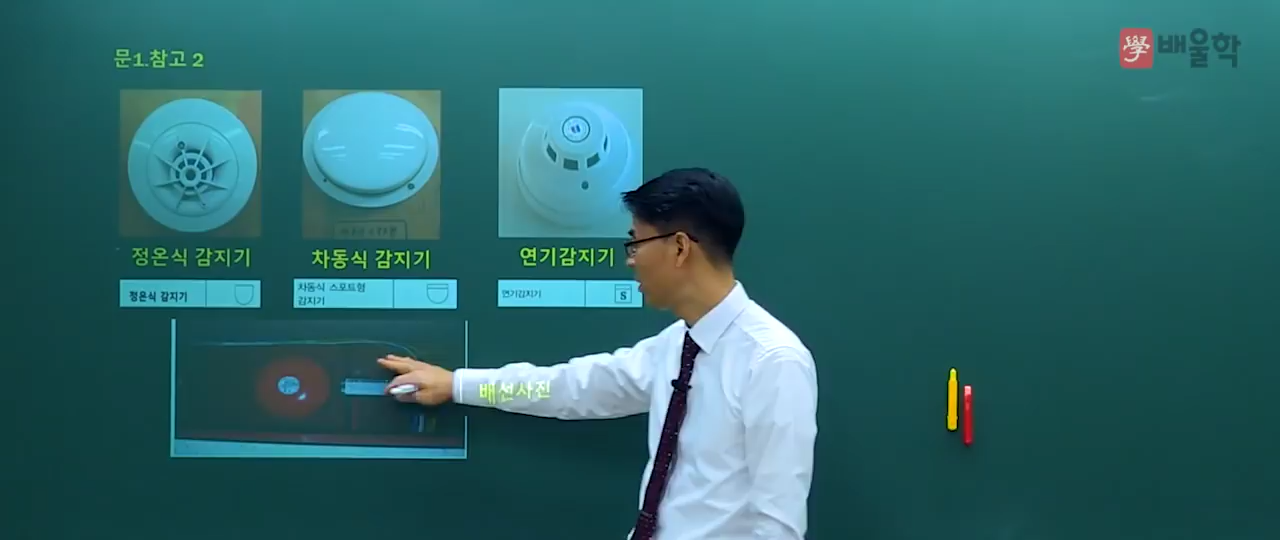 문1.참고 2
學 배울학
정온식 감지기
차동식 감지기
연기감지기
정온식 감지기
차동식 스포트형
감지기
연기감지기
S
배선사진